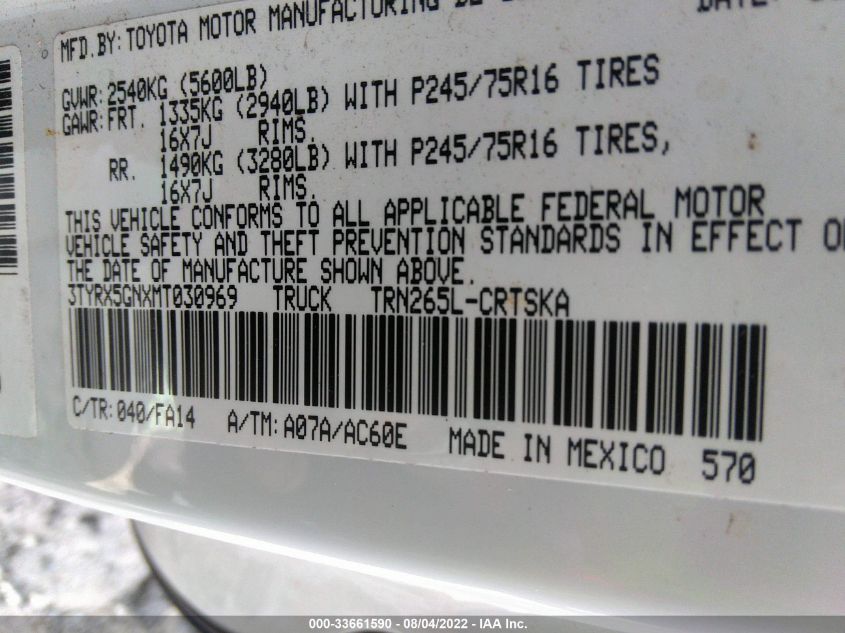 MFD.BY: TOYOTA MOTOR MANUFACTURING DE
GVWR: 2540KG (5600LB)
GAWR: FRT. 1335KG (2940LB) WITH P245/75R16 TIRES
16X7J RIMS.
RR. 1490KG (3280LB) WITH P245/75R16 TIRES,
16X7J RIMS.
THIS VEHICLE CONFORMS TO ALL APPLICABLE FEDERAL MOTOR
VEHICLE SAFETY AND THEFT PREVENTION STANDARDS IN EFFECT
THE DATE OF MANUFACTURE SHOWN ABOVE.
3TYRX5GNXMT030969 TRUCK TRN265L-CRTSKA
C/TR: 040/FA14 A/TM: A07A/AC60E MADE IN MEXICO 570
000-33661590 - 08/04/2022 - IAA Inc.